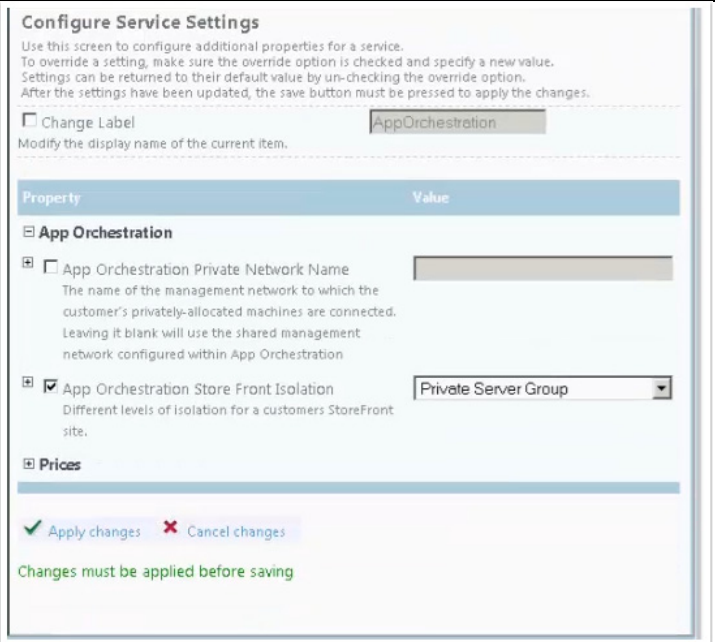 Configure Service Settings
Use this screen to configure additional properties for a service.
To override a setting, make sure the override option is checked and specify a new value.
Settings can be returned to their default value by un-checking the override option.
After the settings have been updated, the save button must be pressed to apply the changes.
Change Label AppOrchestration
Modify the display name of the current item.
Property Value
App Orchestration
App Orchestration Private Network Name
The name of the management network to which the
customer's privately-allocated machines are connected.
Leaving it blank will use the shared management
network configured within App Orchestration
App Orchestration Store Front Isolation Private Server Group
Different levels of isolation for a customers StoreFront
site.
Prices
Apply changes Cancel changes
Changes must be applied before saving